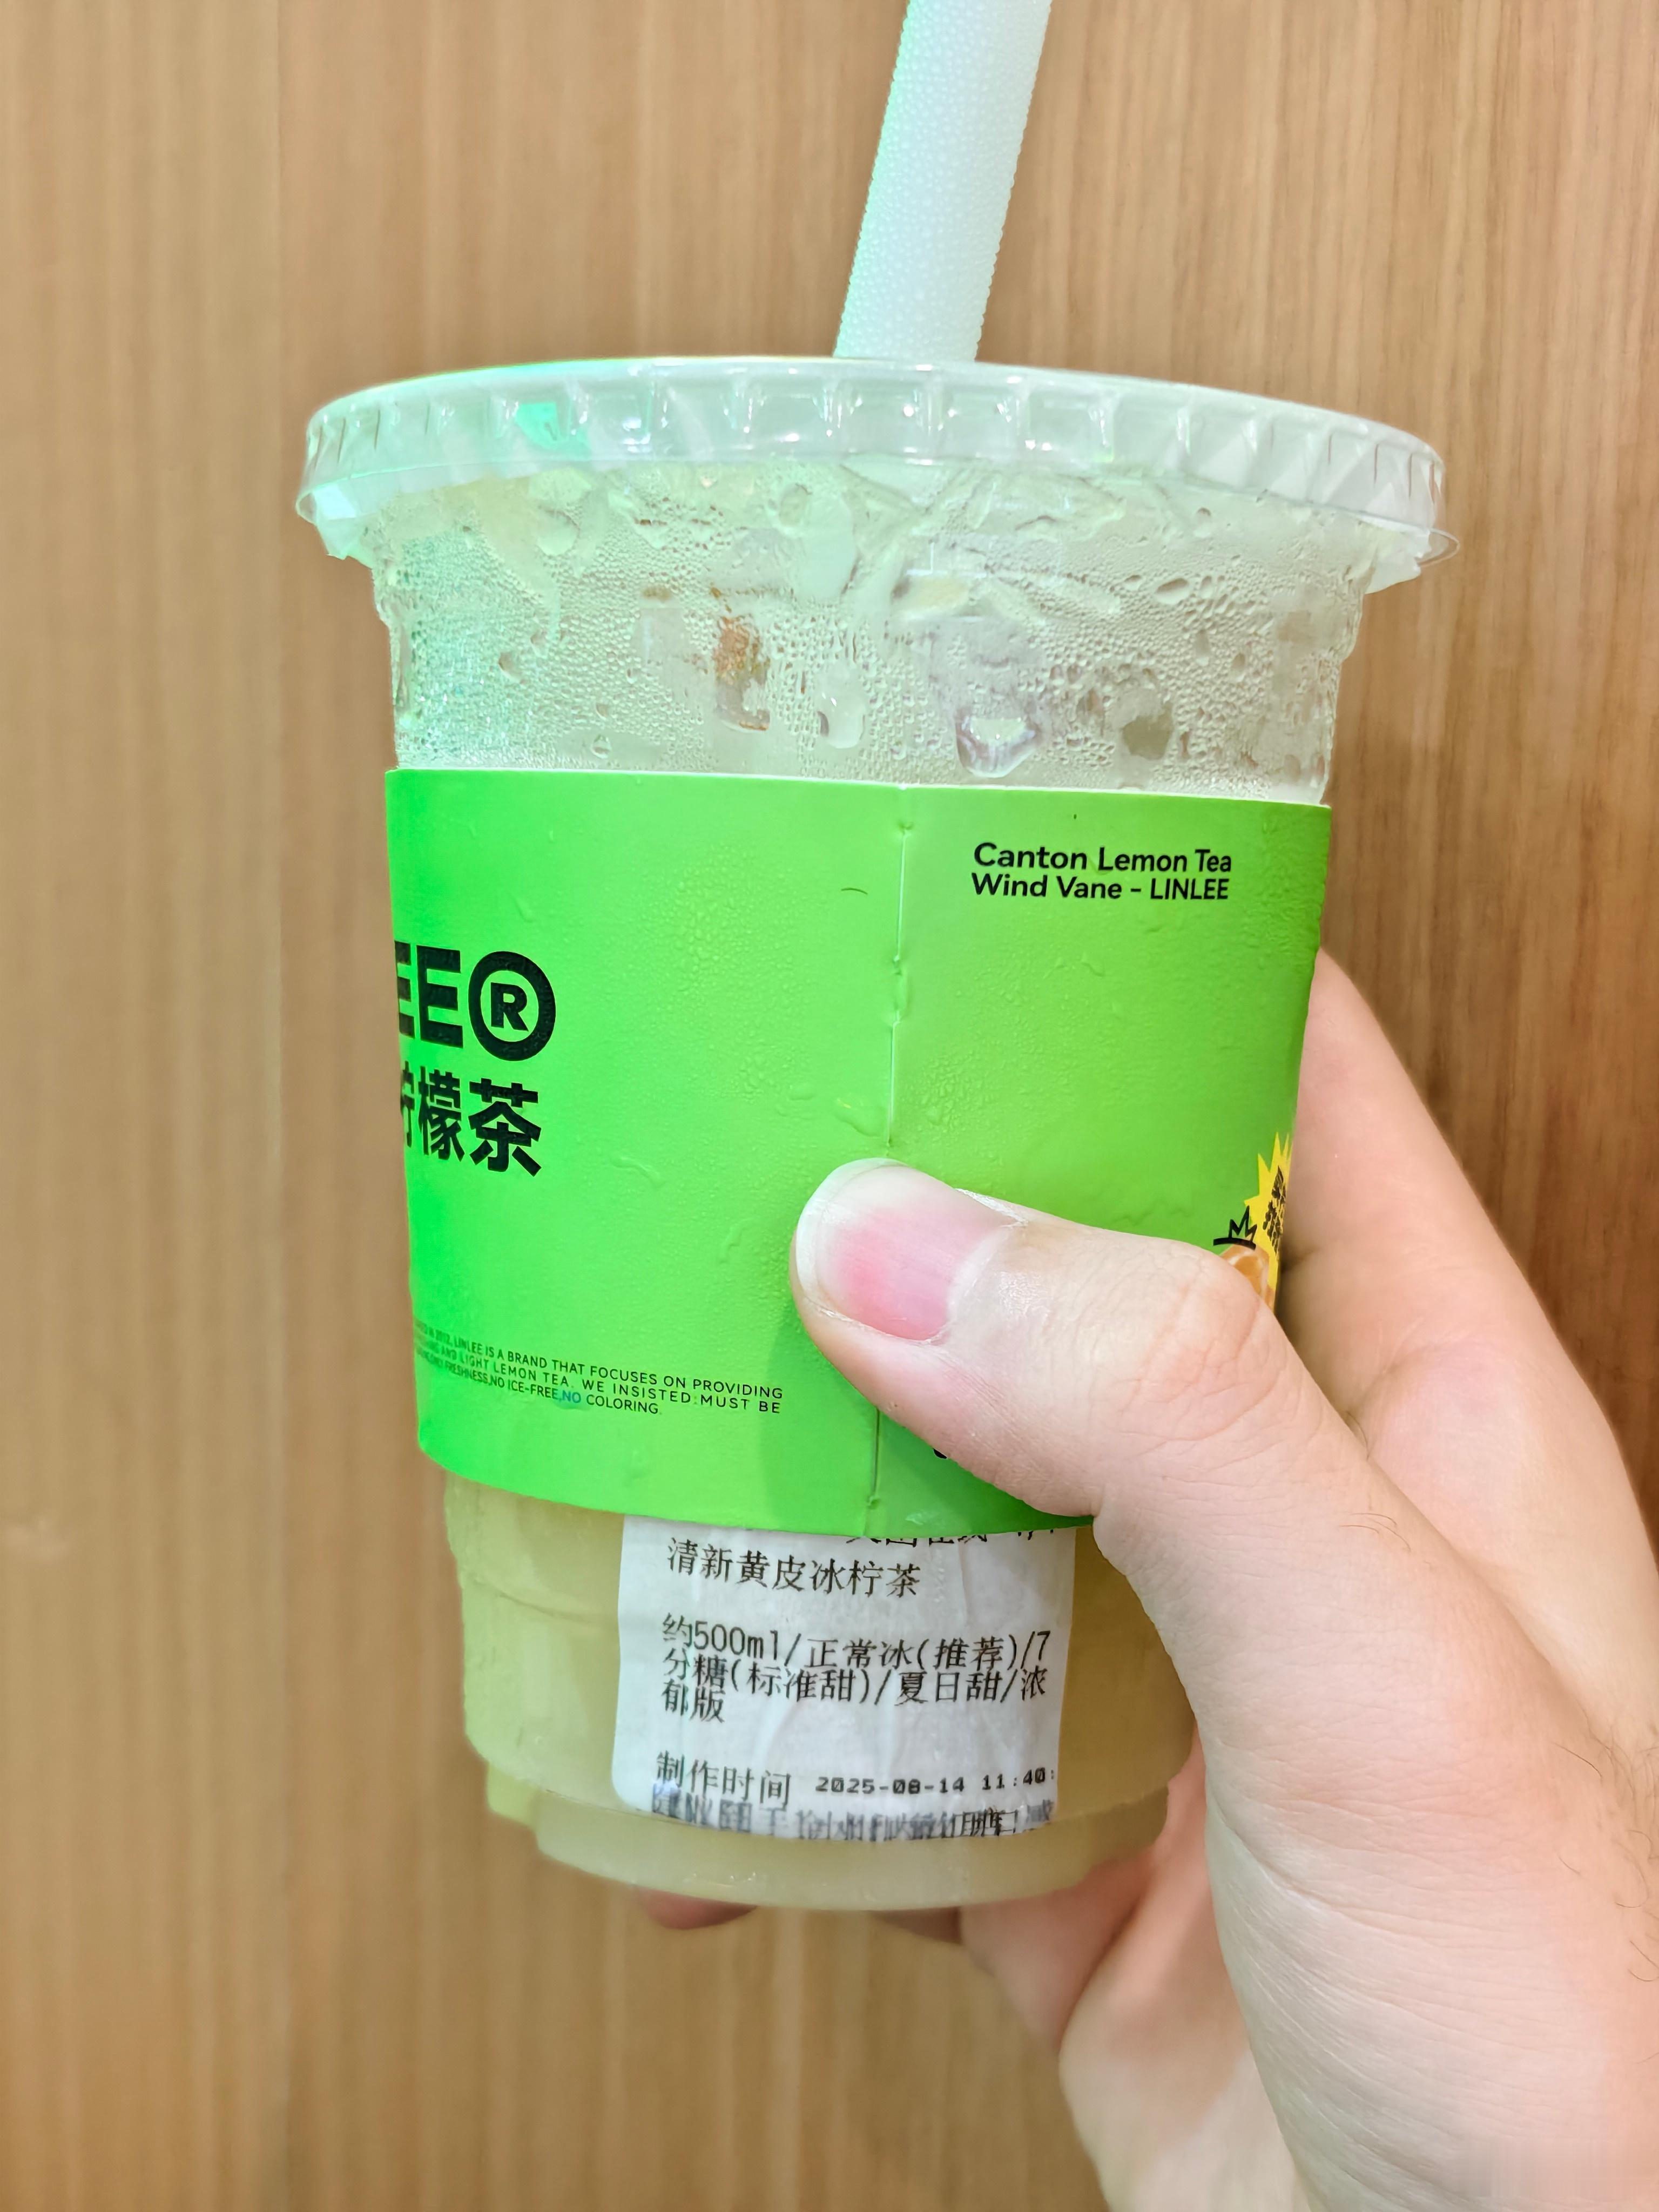 Canton Lemon Tea
Wind Vane - LINLEE
EE®
柠檬茶
LINLEE IS A BRAND THAT FOCUSES ON PROVIDING
AND LIGHT LEMON TEA. WE INSISTED:MUST BE
FRESHNESS,NO ICE-FREE,NO COLORING.
清新黄皮冰柠茶
约500ml/正常冰(推荐)/7
分糖(标准甜)/夏日甜/浓
郁版
制作时间 2025-08-14 11:40: